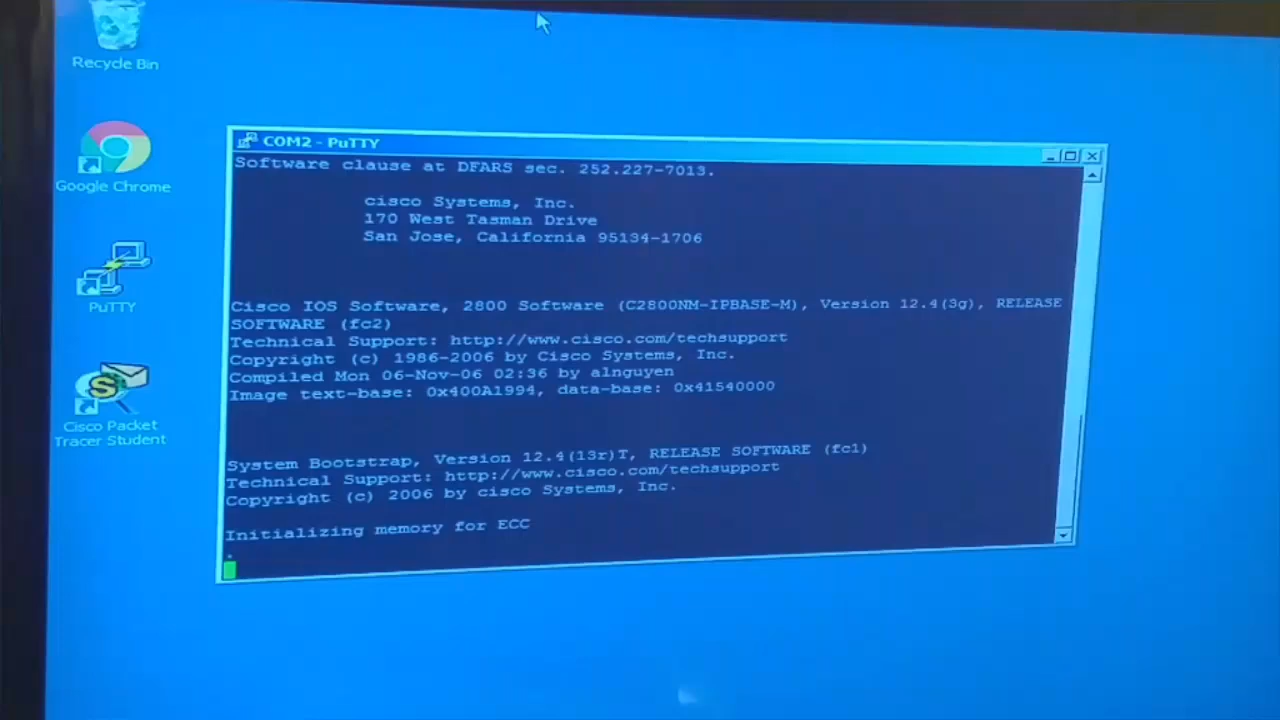 Recycle Bin
Google Chrome
PuTTY
Cisco Packet
Tracer Student
COM2 - PuTTY
Software clause at DFARS sec. 252.227-7013.
cisco Systems, Inc.
170 West Tasman Drive
San Jose, California 95134-1706
Cisco IOS Software, 2800 Software (C2800NM-IPBASE-M), Version 12.4(3g), RELEASE
SOFTWARE (fc2)
Technical Support: http://www.cisco.com/techsupport
Copyright (c) 1986-2006 by Cisco Systems, Inc.
Compiled Mon 06-Nov-06 02:36 by alnguyen
Image text-base: 0x400A1994, data-base: 0x41540000
System Bootstrap, Version 12.4(13r)T, RELEASE SOFTWARE (fc1)
Technical Support: http://www.cisco.com/techsupport
Copyright (c) 2006 by cisco Systems, Inc.
Initializing memory for ECC
.